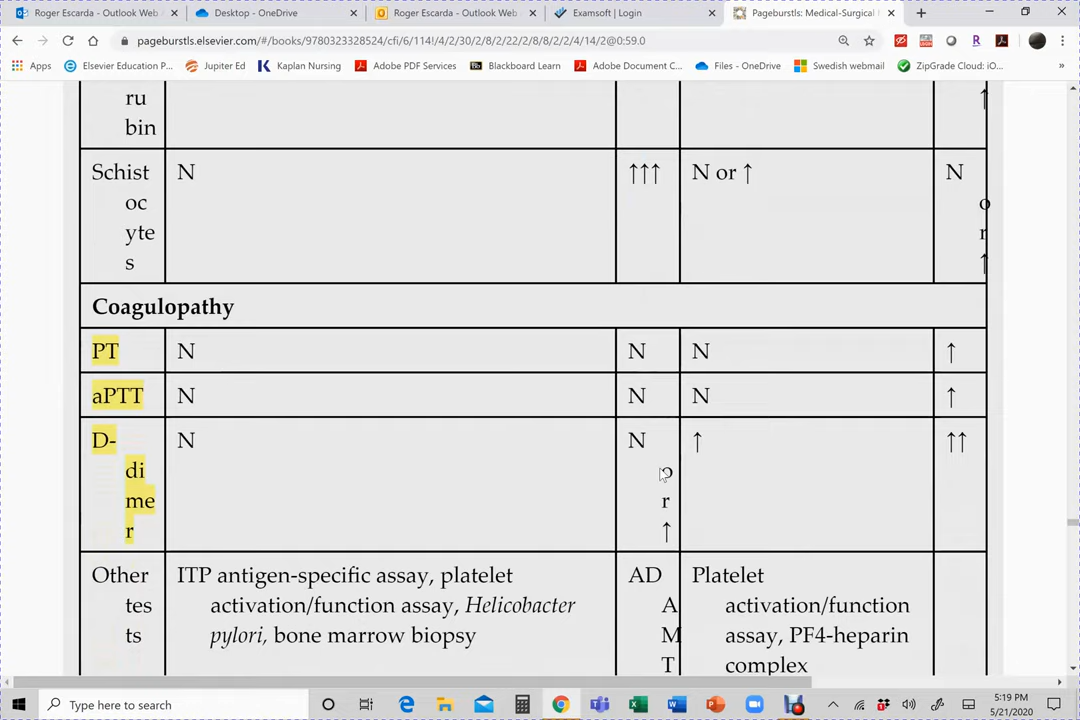 Roger Escarda - Outlook Web
Desktop - OneDrive
Roger Escarda - Outlook Web
Examsoft | Login
Pageburstls: Medical-Surgical
pageburstls.elsevier.com/#/books/9780323328524/cfi/6/114!/4/2/30/2/8/2/22/2/8/8/2/2/4/14/2@0:59.0
Apps
Elsevier Education P...
Jupiter Ed
Kaplan Nursing
Adobe PDF Services
Blackboard Learn
Adobe Document C...
Files - OneDrive
Swedish webmail
ZipGrade Cloud: iO...
»
ru
bin
↑
Schist
oc
yte
s
N
↑↑↑
N or ↑
N
o
r
↑
Coagulopathy
PT
N
N
N
↑
aPTT
N
N
N
↑
D-
di
me
r
N
N
o
r
↑
↑
↑↑
Other
tes
ts
ITP antigen-specific assay, platelet
activation/function assay, Helicobacter
pylori, bone marrow biopsy
AD
A
M
T
Platelet
activation/function
assay, PF4-heparin
complex
Type here to search
5:19 PM
5/21/2020